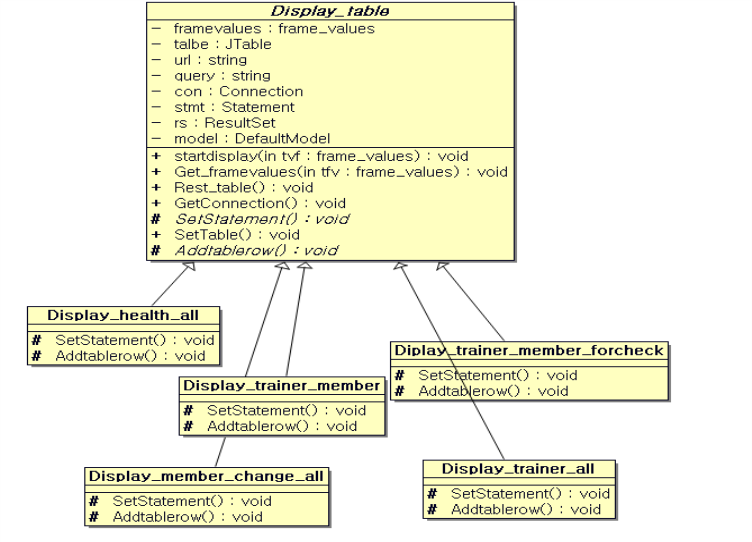 Display_table
- framevalues : frame_values
- talbe : JTable
- url : string
- query : string
- con : Connection
- stmt : Statement
- rs : ResultSet
- model : DefaultModel
+ startdisplay(in tvf : frame_values) : void
+ Get_framevalues(in tfv : frame_values) : void
+ Rest_table() : void
+ GetConnection() : void
# SetStatement() : void
+ SetTable() : void
# Addtablerow() : void
Display_health_all
# SetStatement() : void
# Addtablerow() : void
Diplay_trainer_member_forcheck
# SetStatement() : void
# Addtablerow() : void
Display_trainer_member
# SetStatement() : void
# Addtablerow() : void
Display_member_change_all
# SetStatement() : void
# Addtablerow() : void
Display_trainer_all
# SetStatement() : void
# Addtablerow() : void